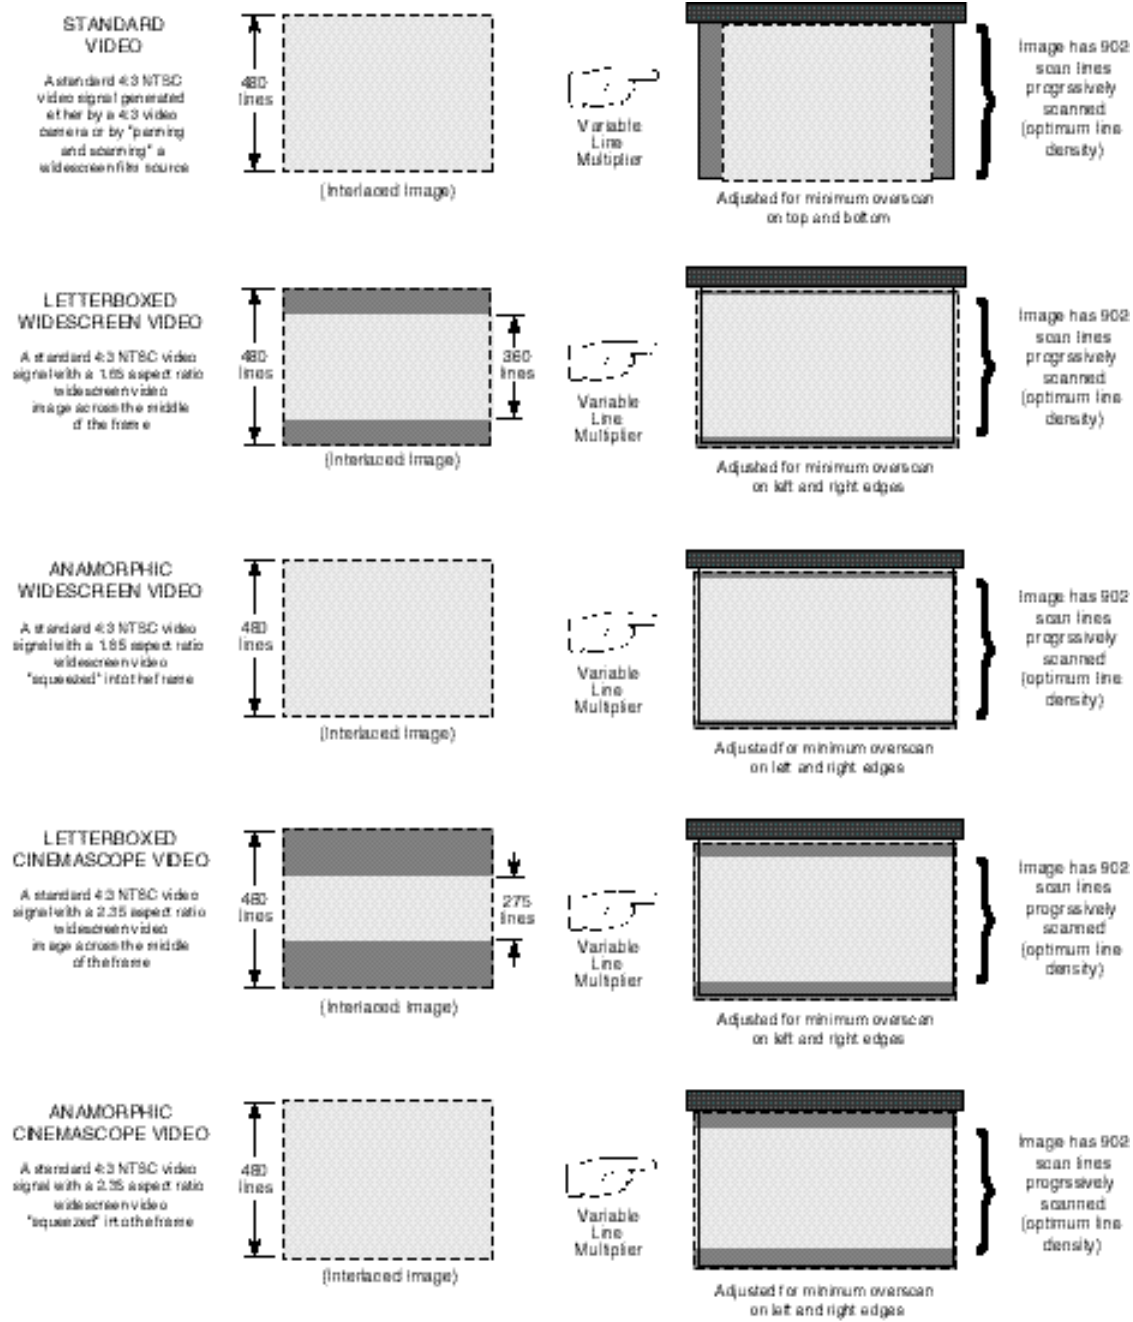 STANDARD
VIDEO
A standard 4:3 NTSC
video signal generated
ether by a 4:3 video
camera or by "panning
and scanning" a
widescreen film source
480
lines
(Interlaced Image)
Variable
Line
Multiplier
Adjusted for minimum overscan
on top and bottom
Image has 902
scan lines
progrssively
scanned
(optimum line
density)
LETTERBOXED
WIDESCREEN VIDEO
A standard 4:3 NTSC video
signal with a 1.85 aspect ratio
widescreen video
image across the middle
of the frame
480
lines
360
lines
(Interlaced Image)
Variable
Line
Multiplier
Adjusted for minimum overscan
on left and right edges
Image has 902
scan lines
progrssively
scanned
(optimum line
density)
ANAMORPHIC
WIDESCREEN VIDEO
A standard 4:3 NTSC video
signal with a 1.85 aspect ratio
widescreen video
"squeezed" into the frame
480
lines
(Interlaced Image)
Variable
Line
Multiplier
Adjusted for minimum overscan
on left and right edges
Image has 902
scan lines
progrssively
scanned
(optimum line
density)
LETTERBOXED
CINEMASCOPE VIDEO
A standard 4:3 NTSC video
signal with a 2.35 aspect ratio
widescreen video
image across the middle
of the frame
480
lines
275
lines
(Interlaced Image)
Variable
Line
Multiplier
Adjusted for minimum overscan
on left and right edges
Image has 902
scan lines
progrssively
scanned
(optimum line
density)
ANAMORPHIC
CINEMASCOPE VIDEO
A standard 4:3 NTSC video
signal with a 2.35 aspect ratio
widescreen video
"squeezed" into the frame
480
lines
(Interlaced Image)
Variable
Line
Multiplier
Adjusted for minimum overscan
on left and right edges
Image has 902
scan lines
progrssively
scanned
(optimum line
density)